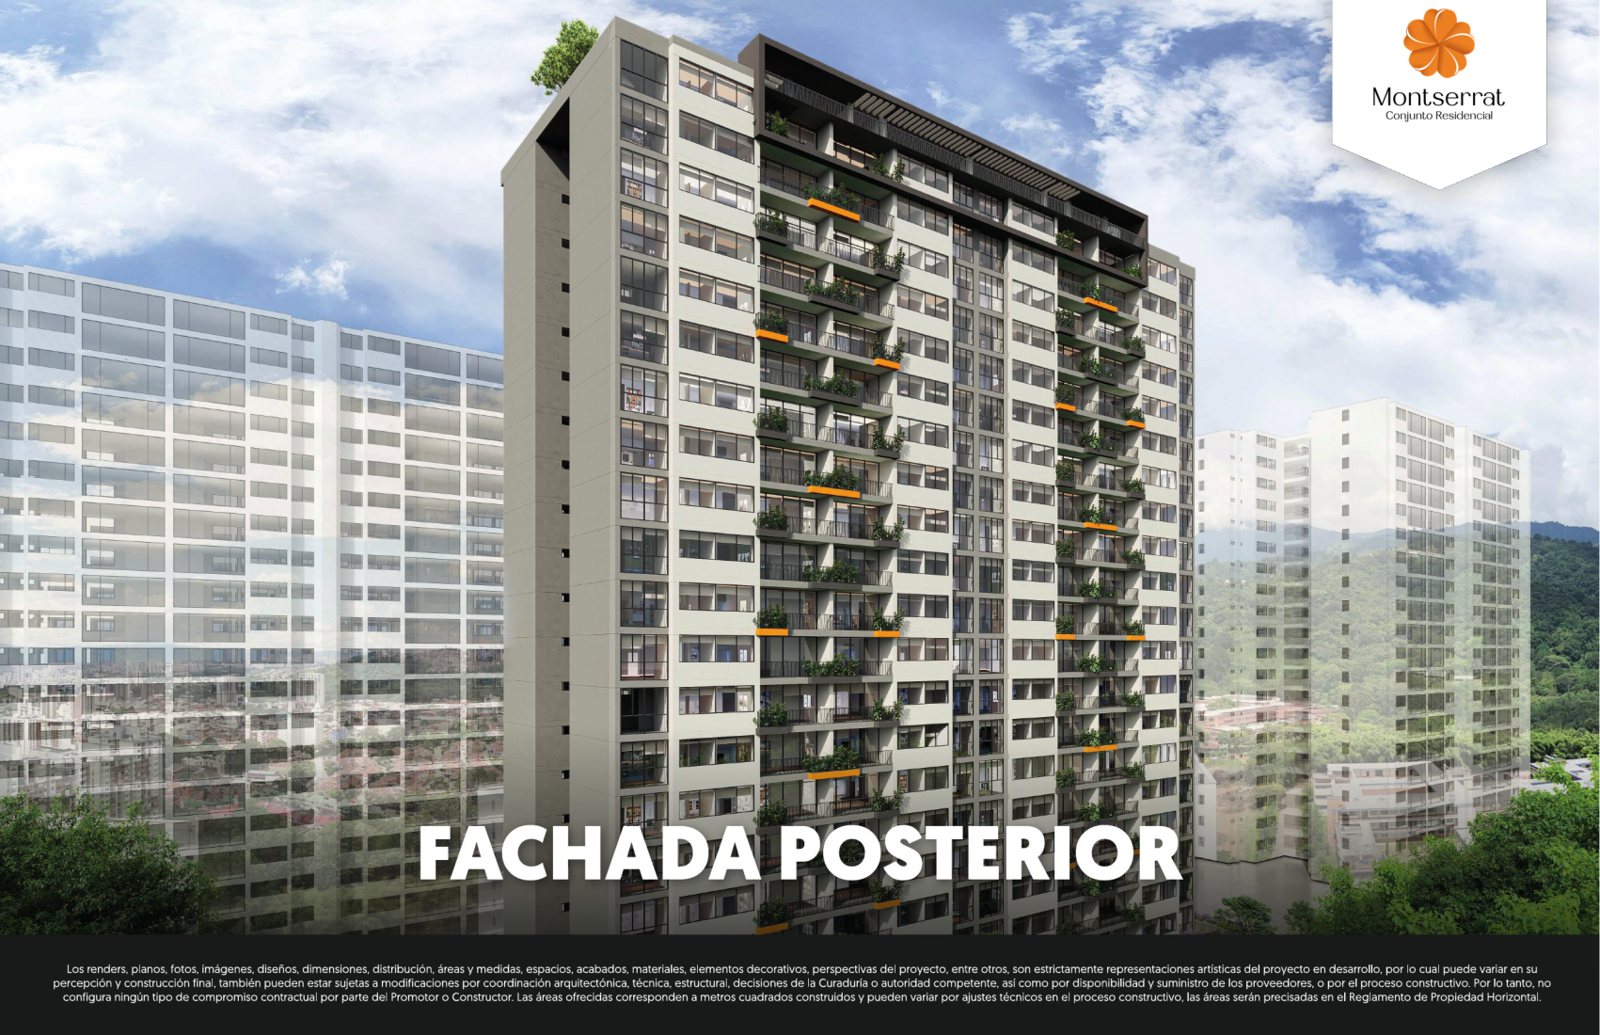 Montserrat
Conjunto Residencial
FACHADA POSTERIOR
Los renders, planos, fotos, imágenes, diseños, dimensiones, distribución, áreas y medidas, espacios, acabados, materiales, elementos decorativos, perspectivas del proyecto, entre otros, son estrictamente representaciones artísticas del proyecto en desarrollo, por lo cual puede variar en su
percepción y construcción final, también pueden estar sujetas a modificaciones por coordinación arquitectónica, técnica, estructural, decisiones de la Curaduría o autoridad competente, así como por disponibilidad y suministro de los proveedores, o por el proceso constructivo. Por lo tanto, no
configura ningún tipo de compromiso contractual por parte del Promotor o Constructor. Las áreas ofrecidas corresponden a metros cuadrados construidos y pueden variar por ajustes técnicos en el proceso constructivo, las áreas serán precisadas en el Reglamento de Propiedad Horizontal.